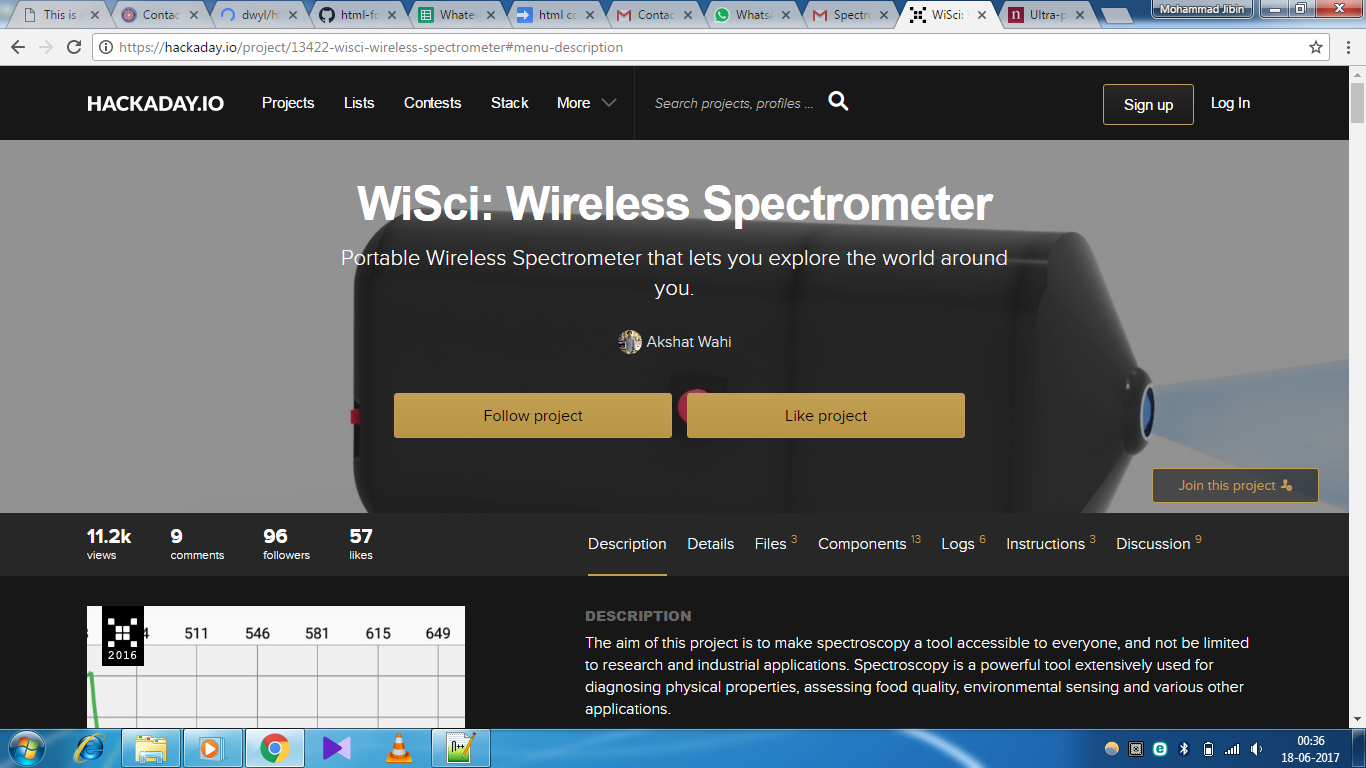 This is
Contac
dwyl/h
html-fo
Whate
html co
Contac
Whats
Spectr
WiSci:
Ultra-p
Mohammad Jibin
https://hackaday.io/project/13422-wisci-wireless-spectrometer#menu-description
HACKADAY.IO Projects Lists Contests Stack More Search projects, profiles ... Sign up Log In
WiSci: Wireless Spectrometer
Portable Wireless Spectrometer that lets you explore the world around
you.
Akshat Wahi
Follow project Like project
Join this project
11.2k 9 96 57
views comments followers likes
Description Details Files 3 Components 13 Logs 6 Instructions 3 Discussion 9
2016
511 546 581 615 649
DESCRIPTION
The aim of this project is to make spectroscopy a tool accessible to everyone, and not be limited
to research and industrial applications. Spectroscopy is a powerful tool extensively used for
diagnosing physical properties, assessing food quality, environmental sensing and various other
applications.
00:36
18-06-2017